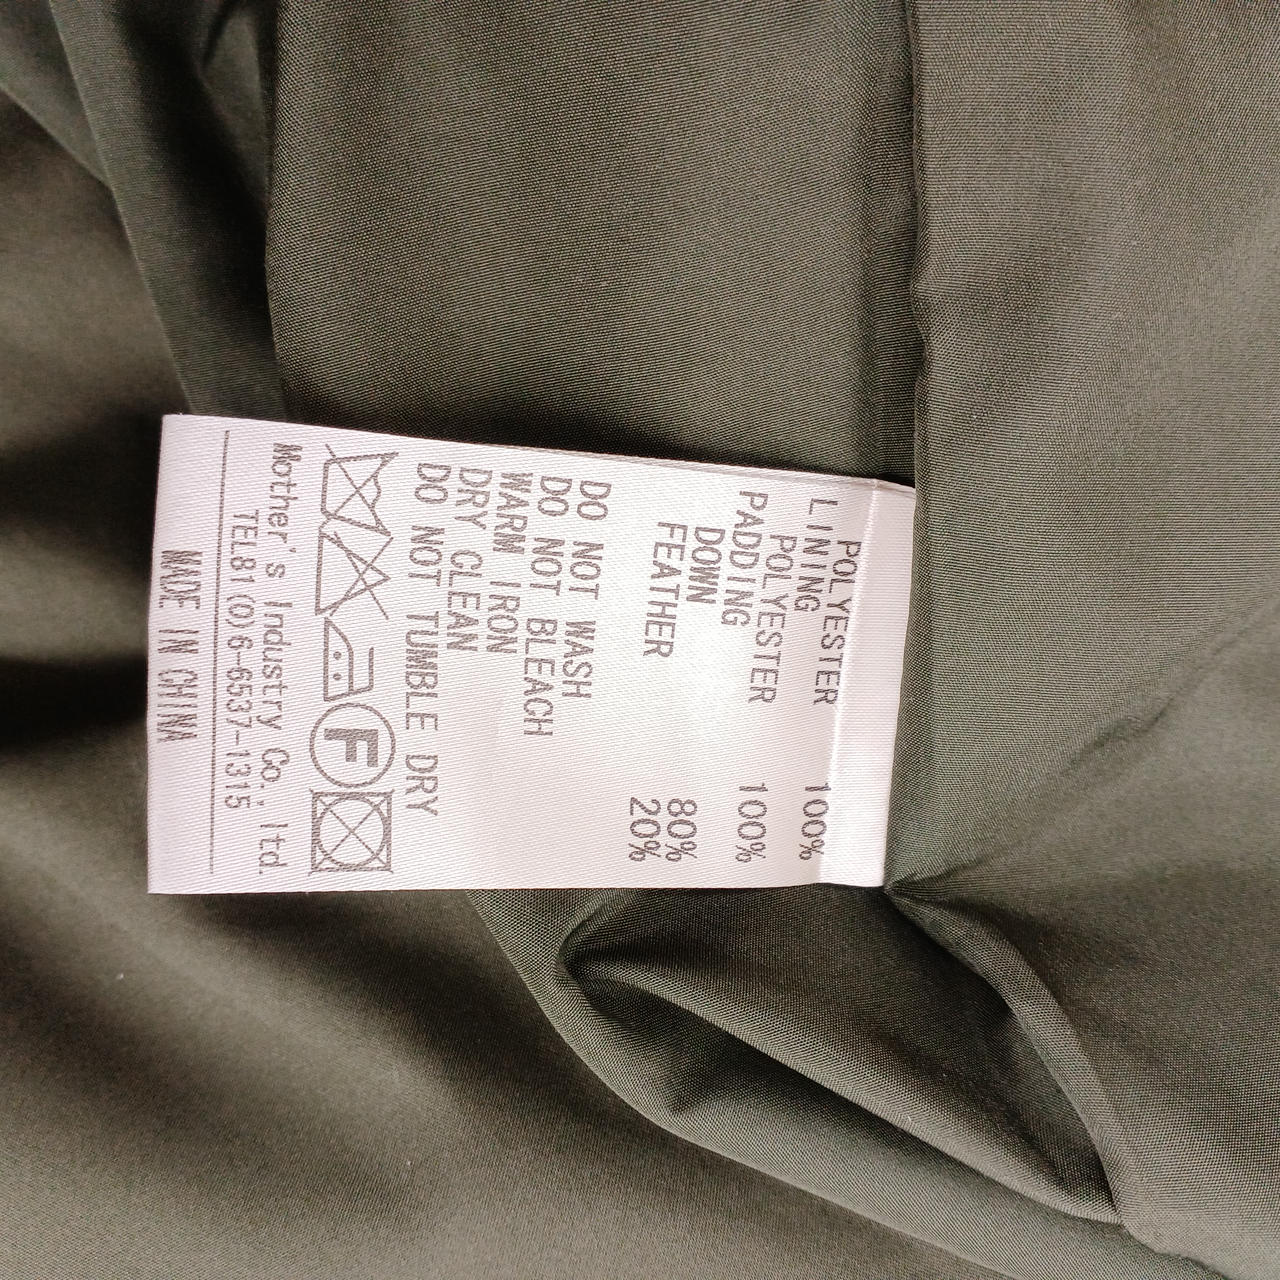 POLYESTER 100%
LINING
POLYESTER 100%
PADDING
DOWN 80%
FEATHER 20%
DO NOT WASH
DO NOT BLEACH
WARM IRON
DRY CLEAN
DO NOT TUMBLE DRY
F
Mother's Industry Co., ltd.
TEL81(0)6-6537-1315
MADE IN CHINA